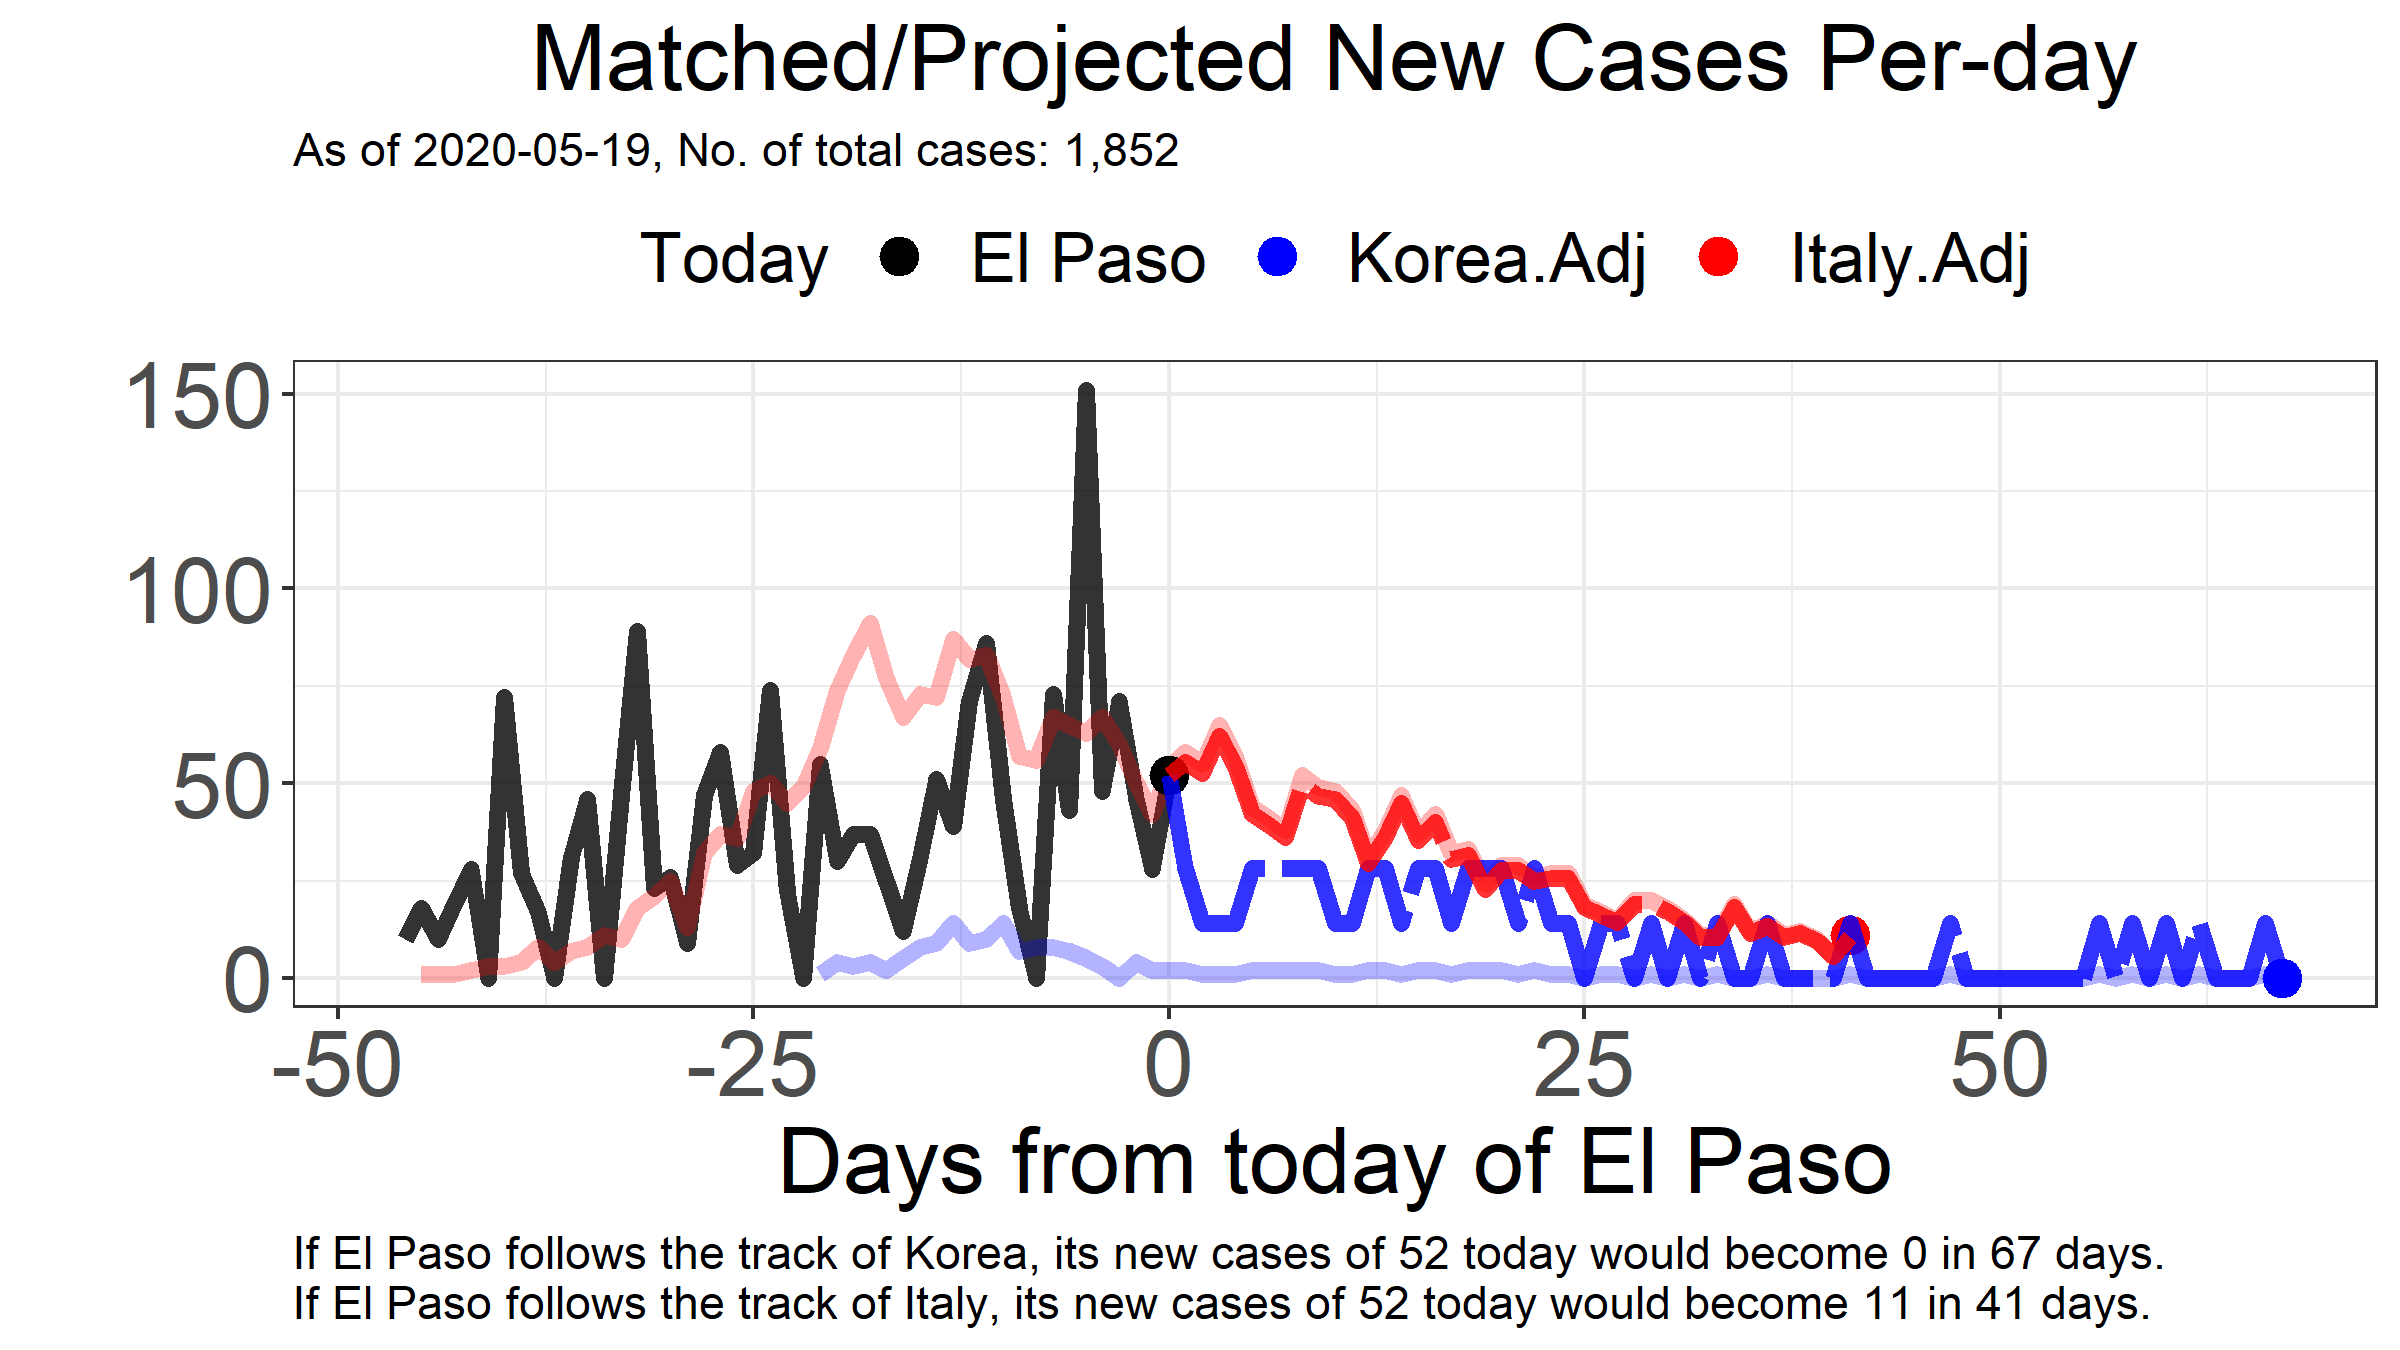 Matched/Projected New Cases Per-day
As of 2020-05-19, No. of total cases: 1,852
Today El Paso Korea.Adj Italy.Adj
150
100
50
0
-50 -25 0 25 50
Days from today of El Paso
If El Paso follows the track of Korea, its new cases of 52 today would become 0 in 67 days.
If El Paso follows the track of Italy, its new cases of 52 today would become 11 in 41 days.